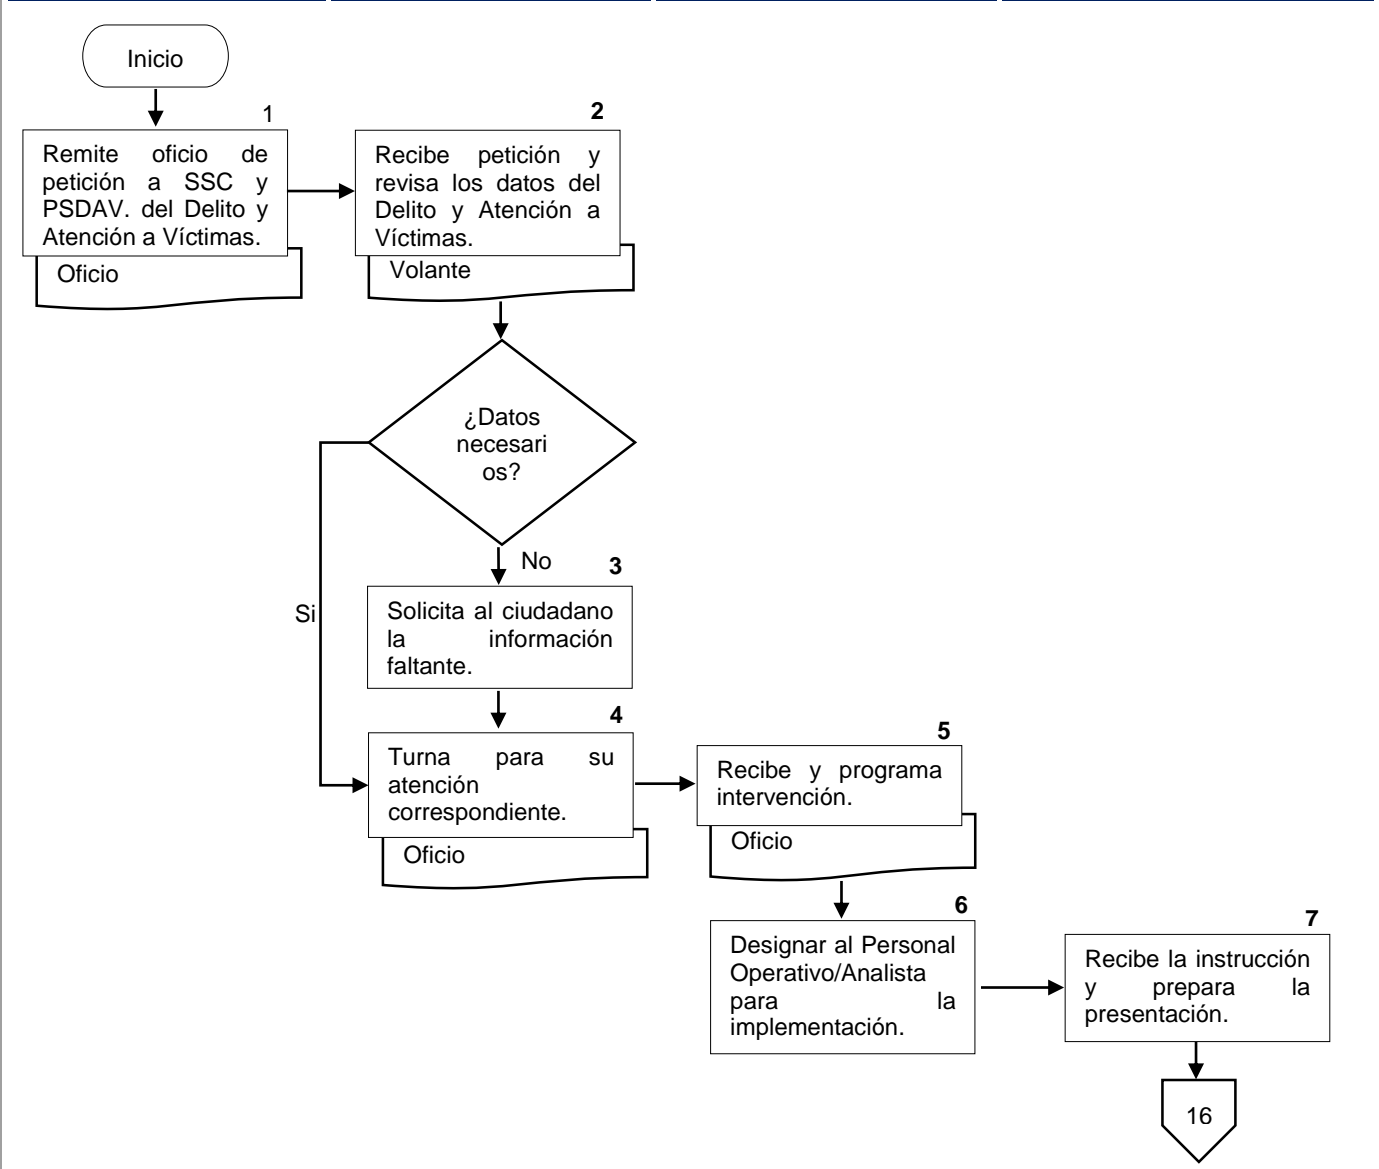 Inicio
1
Remite oficio de
petición a SSC y
PSDAV. del Delito y
Atención a Víctimas.
Oficio
2
Recibe petición y
revisa los datos del
Delito y Atención a
Víctimas.
Volante
¿Datos
necesari
os?
No
Si
3
Solicita al ciudadano
la información
faltante.
4
Turna para su
atención
correspondiente.
Oficio
5
Recibe y programa
intervención.
Oficio
6
Designar al Personal
Operativo/Analista
para la
implementación.
7
Recibe la instrucción
y prepara la
presentación.
16